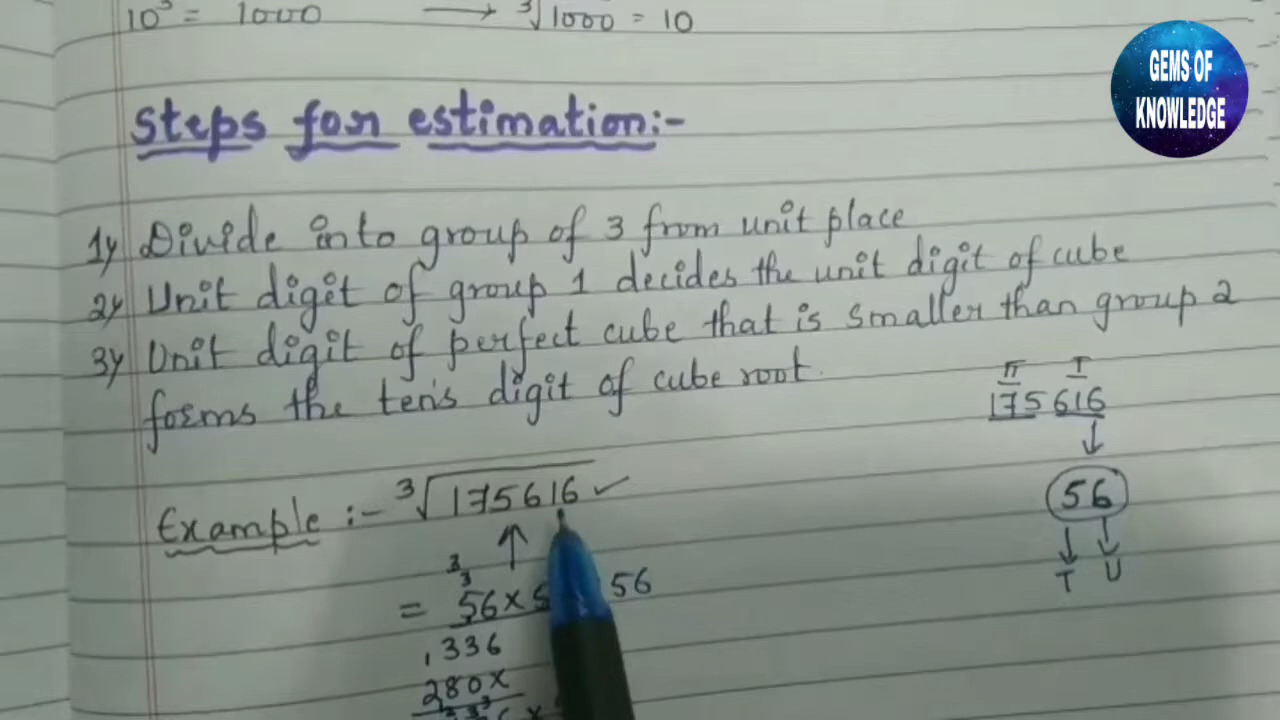 10³ = 1000 → ³√1000 = 10
GEMS OF
KNOWLEDGE
Steps for estimation:-
1) Divide into group of 3 from unit place
2) Unit digit of group 1 decides the unit digit of cube
3) Unit digit of perfect cube that is smaller than group 2
forms the ten's digit of cube root.
II I
175 616
↓
56
↓ ↓
T U
Example :- ³√175616 ✓
↑
3
3
= 56 × 5 56
1336
280×